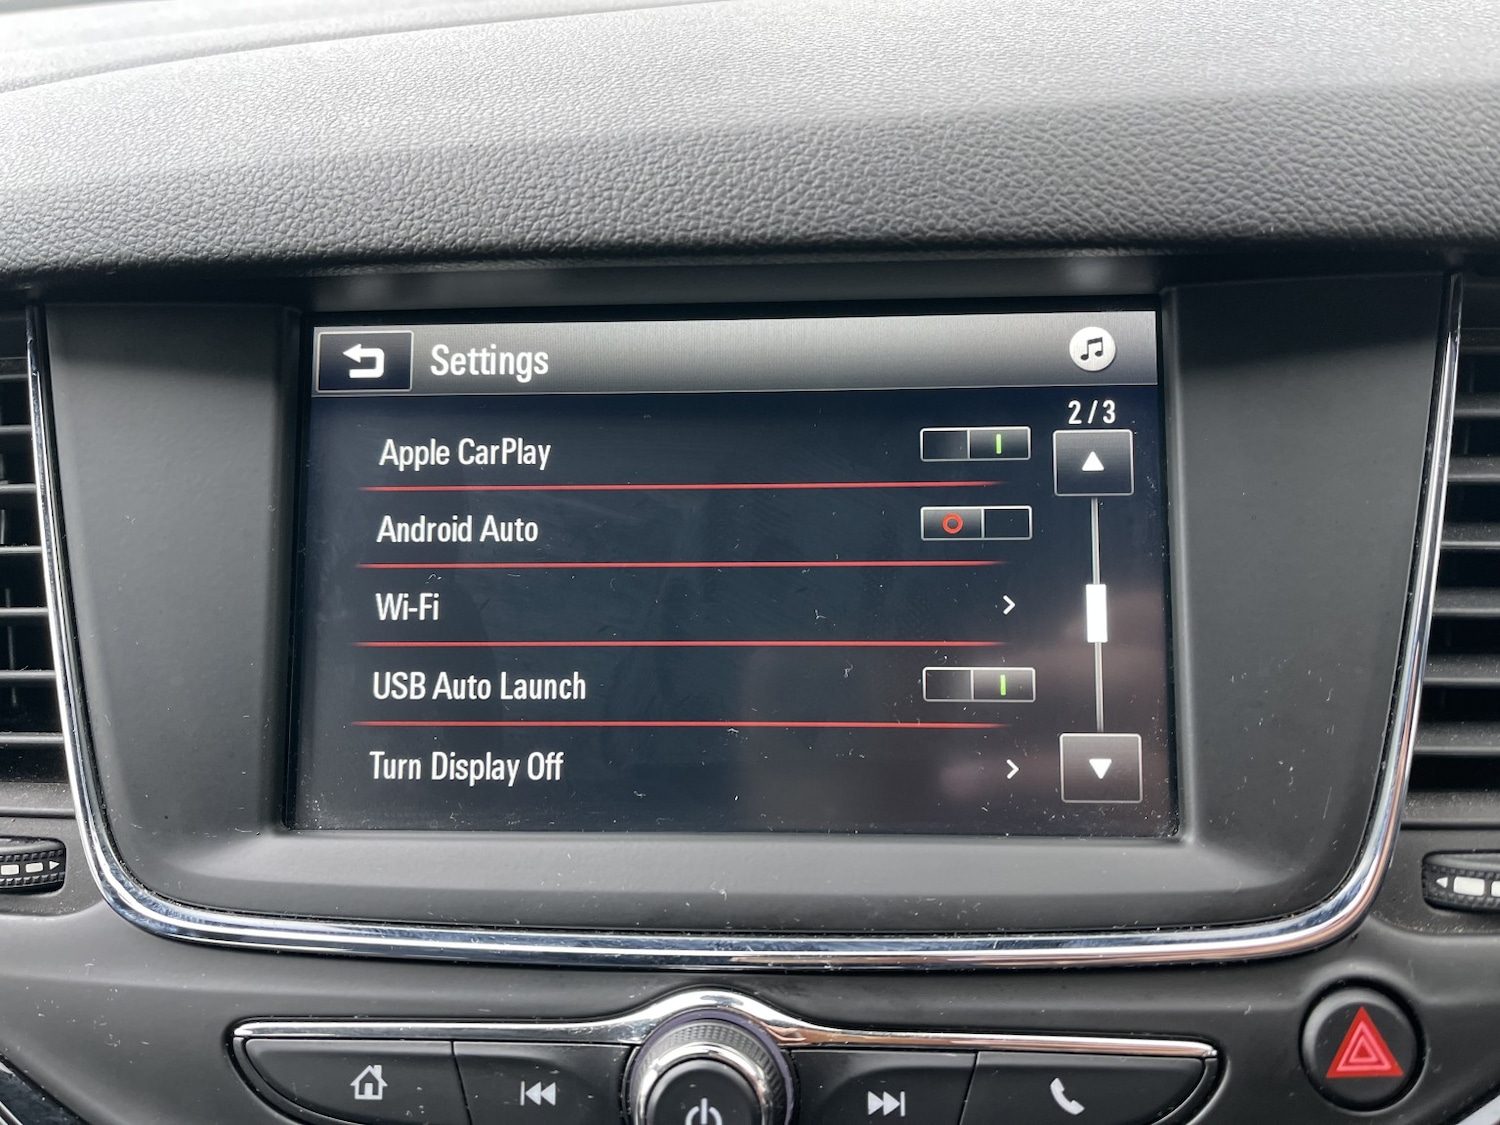 Settings
2/3
Apple CarPlay
Android Auto
Wi-Fi
USB Auto Launch
Turn Display Off